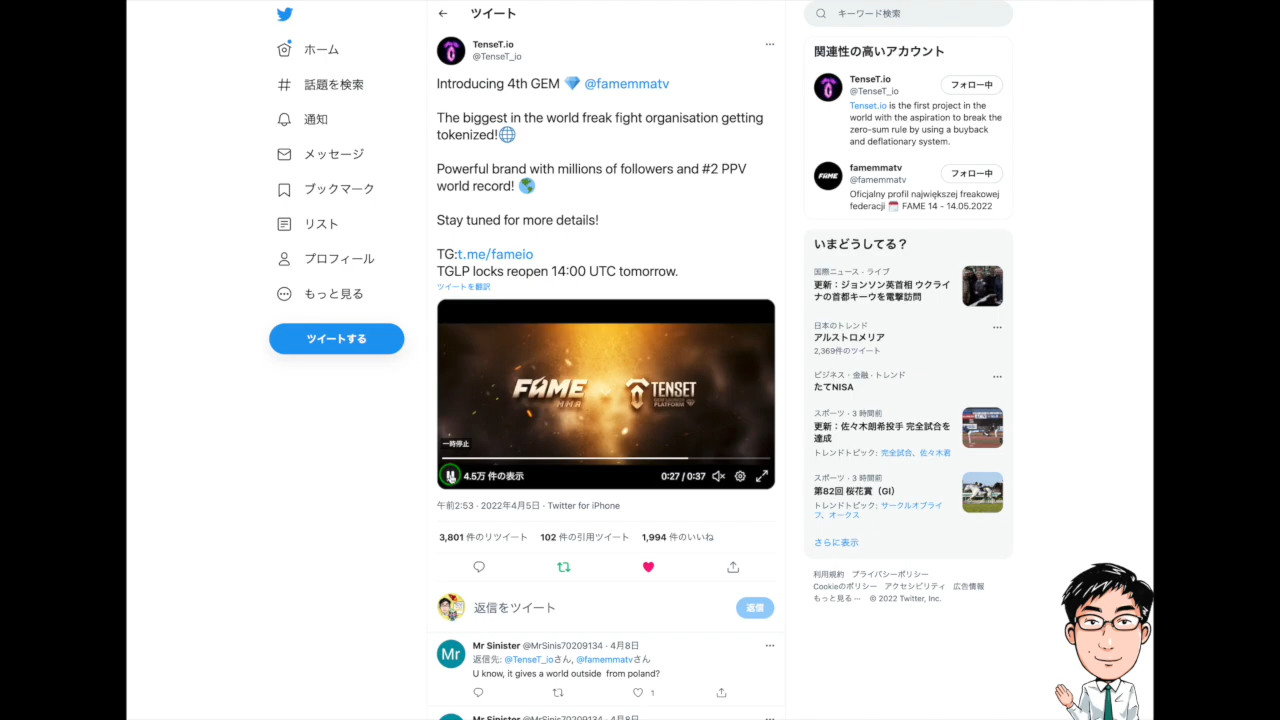 ホーム
話題を検索
通知
メッセージ
ブックマーク
リスト
プロフィール
もっと見る
ツイートする
ツイート
TenseT.io
@TenseT_io
Introducing 4th GEM 💎 @famemmatv
The biggest in the world freak fight organisation getting
tokenized!🌐
Powerful brand with millions of followers and #2 PPV
world record! 🌎
Stay tuned for more details!
TG:t.me/fameio
TGLP locks reopen 14:00 UTC tomorrow.
ツイートを翻訳
FAME
MMA
TENSET
GEM LAUNCH
PLATFORM
一時停止
4.5万 件の表示
0:27 / 0:37
午前2:53 · 2022年4月5日 · Twitter for iPhone
3,801 件のリツイート 102 件の引用ツイート 1,994 件のいいね
返信をツイート
返信
Mr
Mr Sinister @MrSinis70209134 · 4月8日
返信先: @TenseT_ioさん, @famemmatvさん
U know, it gives a world outside from poland?
1
Mr Sinister @MrSinis70209134 · 4月8日
キーワード検索
関連性の高いアカウント
TenseT.io
@TenseT_io
フォロー中
Tenset.io is the first project in the
world with the aspiration to break the
zero-sum rule by using a buyback
and deflationary system.
FAME
famemmatv
@famemmatv
フォロー中
Oficjalny profil największej freakowej
federacji 🗓 FAME 14 - 14.05.2022
いまどうしてる？
国際ニュース · ライブ
更新：ジョンソン英首相 ウクライ
ナの首都キーウを電撃訪問
日本のトレンド
アルストロメリア
2,369件のツイート
ビジネス・金融 · トレンド
たてNISA
スポーツ · 3 時間前
更新：佐々木朗希投手 完全試合を
達成
トレンドトピック: 完全試合、佐々木君
スポーツ · 3 時間前
第82回 桜花賞（GI）
トレンドトピック: サークルオブライ
フ、オークス
さらに表示
利用規約 プライバシーポリシー
Cookieのポリシー アクセシビリティ 広告情報
もっと見る ··· © 2022 Twitter, Inc.